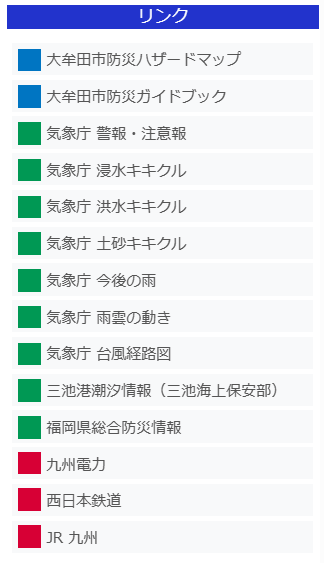 リンク
大牟田市防災ハザードマップ
大牟田市防災ガイドブック
気象庁 警報・注意報
気象庁 浸水キキクル
気象庁 洪水キキクル
気象庁 土砂キキクル
気象庁 今後の雨
気象庁 雨雲の動き
気象庁 台風経路図
三池港潮汐情報（三池海上保安部）
福岡県総合防災情報
九州電力
西日本鉄道
JR 九州